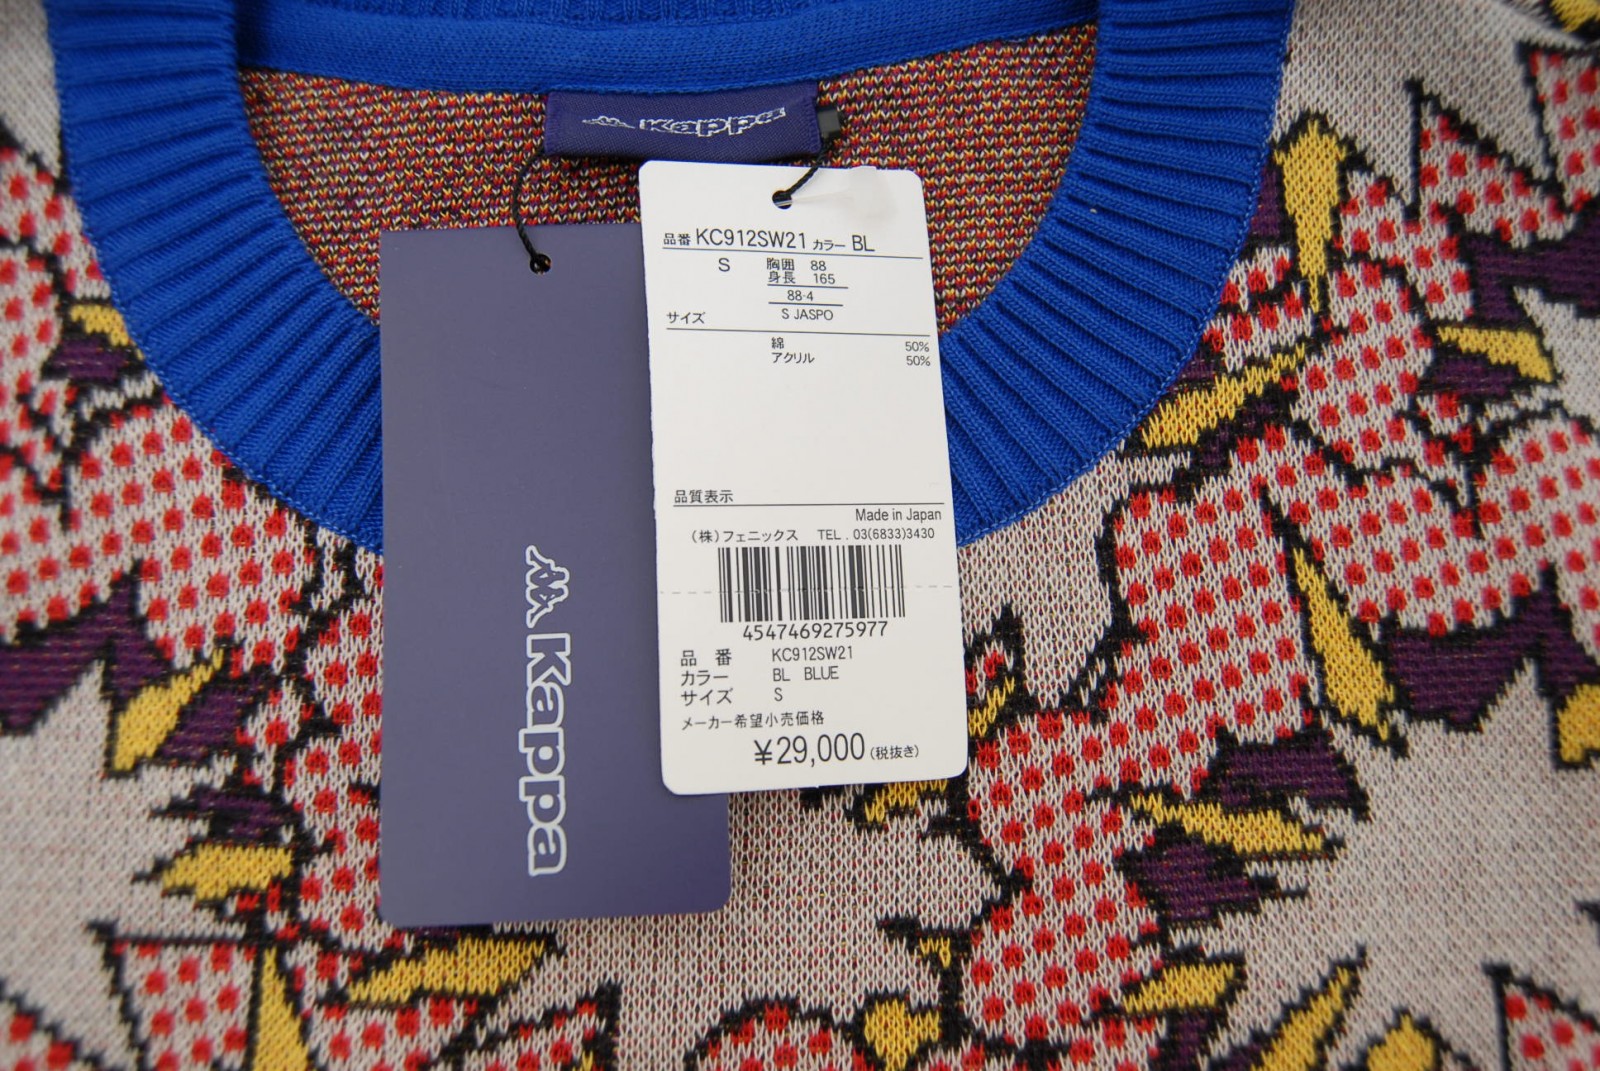 Kappa
品番 KC912SW21 カラー BL
S 胸囲 88
身長 165
88-4
サイズ S JASPO
綿 50%
アクリル 50%
品質表示
Made in Japan
(株)フェニックス TEL . 03(6833)3430
4547469275977
品 番 KC912SW21
カラー BL BLUE
サイズ S
メーカー希望小売価格
¥29,000 (税抜き)
Kappa